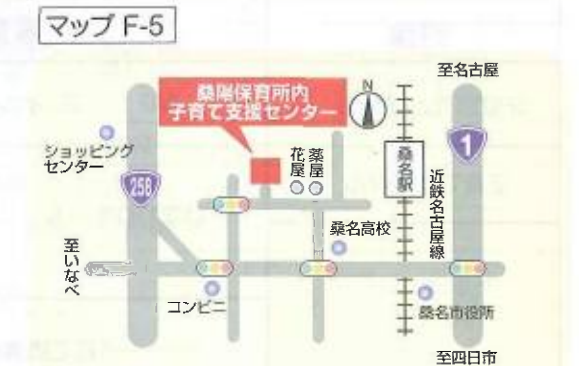 マップ F-5
至名古屋
桑陽保育所内
子育て支援センター
N
ショッピング
センター
花屋
薬屋
桑名駅
1
近鉄名古屋線
258
桑名高校
至いなべ
コンビニ
桑名市役所
至四日市